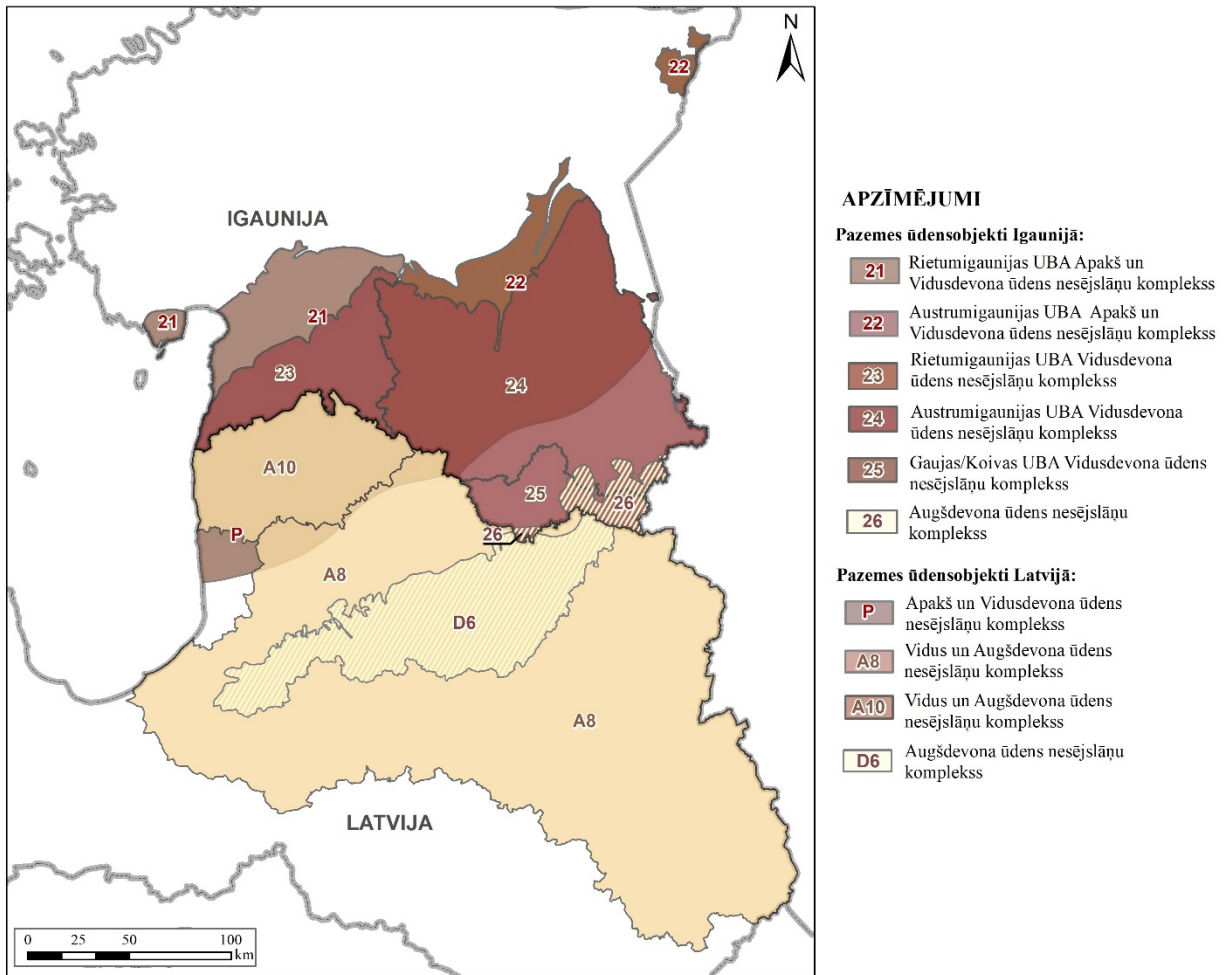 N
22
IGAUNIJA
22
21
21
23
24
A10
25
26
P
26
A8
D6
A8
LATVIJA
0 25 50 100
km
APZĪMĒJUMI
Pazemes ūdensobjekti Igaunijā:
21 Rietumigaunijas UBA Apakš un
Vidusdevona ūdens nesējslāņu komplekss
22 Austrumigaunijas UBA Apakš un
Vidusdevona ūdens nesējslāņu komplekss
23 Rietumigaunijas UBA Vidusdevona
ūdens nesējslāņu komplekss
24 Austrumigaunijas UBA Vidusdevona
ūdens nesējslāņu komplekss
25 Gaujas/Koivas UBA Vidusdevona ūdens
nesējslāņu komplekss
26 Augšdevona ūdens nesējslāņu
komplekss
Pazemes ūdensobjekti Latvijā:
P Apakš un Vidusdevona ūdens
nesējslāņu komplekss
A8 Vidus un Augšdevona ūdens
nesējslāņu komplekss
A10 Vidus un Augšdevona ūdens
nesējslāņu komplekss
D6 Augšdevona ūdens nesējslāņu
komplekss